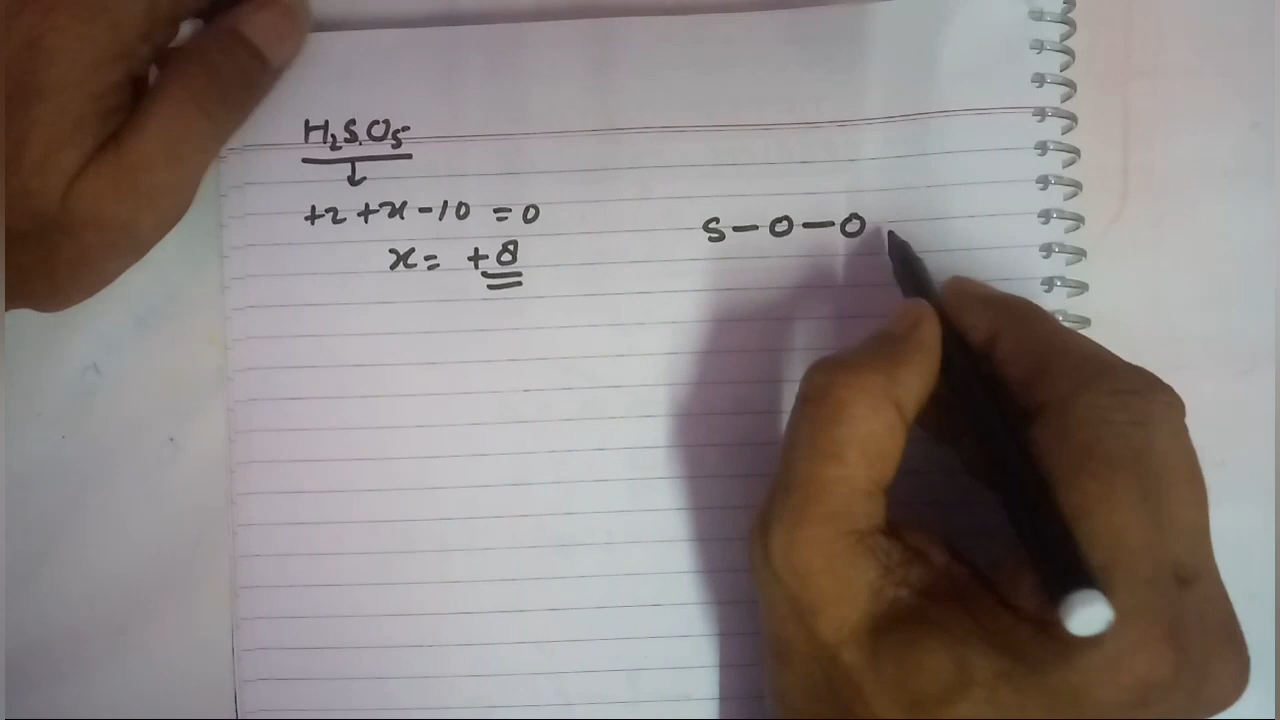 H₂SO₅
+2 +x -10 = 0
x = +8
S-O-O